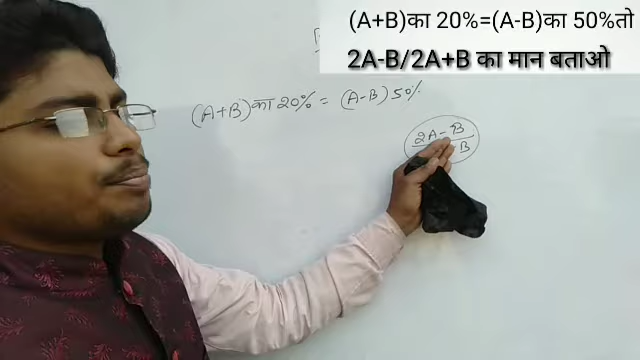 (A+B)का 20%=(A-B)का 50%तो
2A-B/2A+B का मान बताओ
(A+B)का 20% = (A-B) 50%
2A-B
B